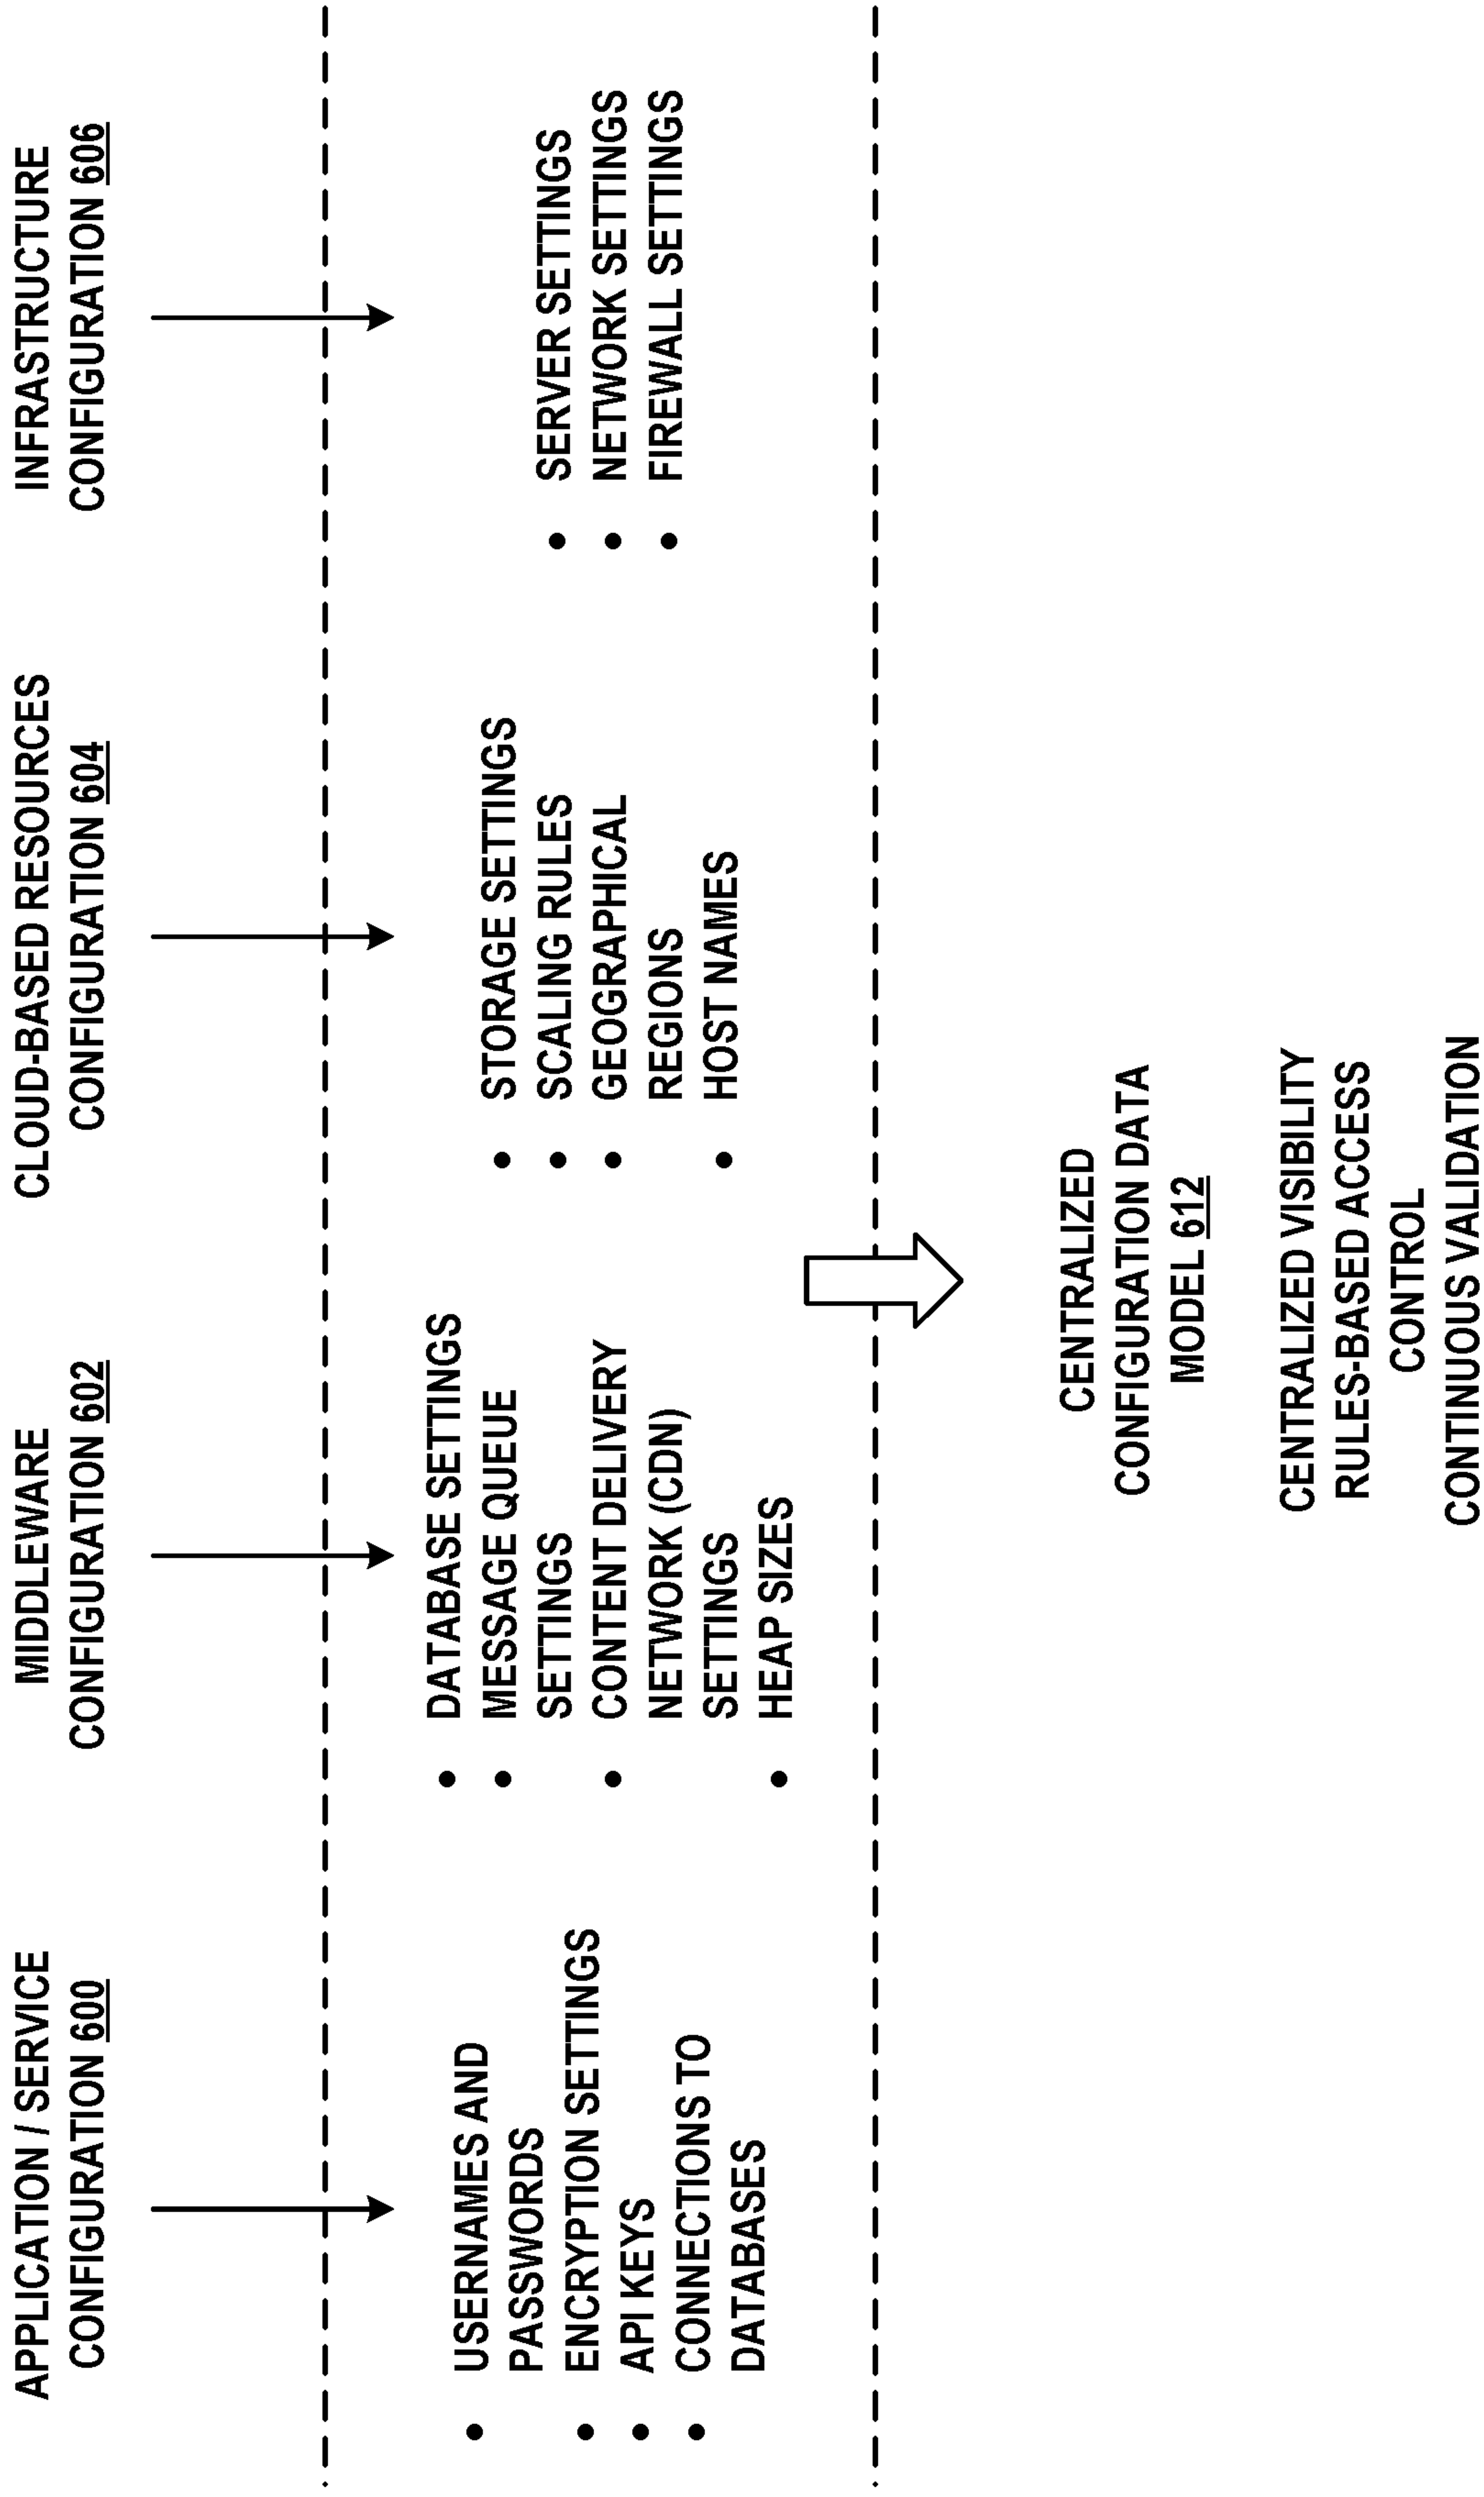 APPLICATION / SERVICE
CONFIGURATION 600
MIDDLEWARE
CONFIGURATION 602
CLOUD-BASED RESOURCES
CONFIGURATION 604
INFRASTRUCTURE
CONFIGURATION 606
• USERNAMES AND
PASSWORDS
• ENCRYPTION SETTINGS
• API KEYS
• CONNECTIONS TO
DATABASES
• DATABASE SETTINGS
• MESSAGE QUEUE
SETTINGS
• CONTENT DELIVERY
NETWORK (CDN)
SETTINGS
• HEAP SIZES
• STORAGE SETTINGS
• SCALING RULES
• GEOGRAPHICAL
REGIONS
• HOST NAMES
• SERVER SETTINGS
• NETWORK SETTINGS
• FIREWALL SETTINGS
CENTRALIZED
CONFIGURATION DATA
MODEL 612
CENTRALIZED VISIBILITY
RULES-BASED ACCESS
CONTROL
CONTINUOUS VALIDATION